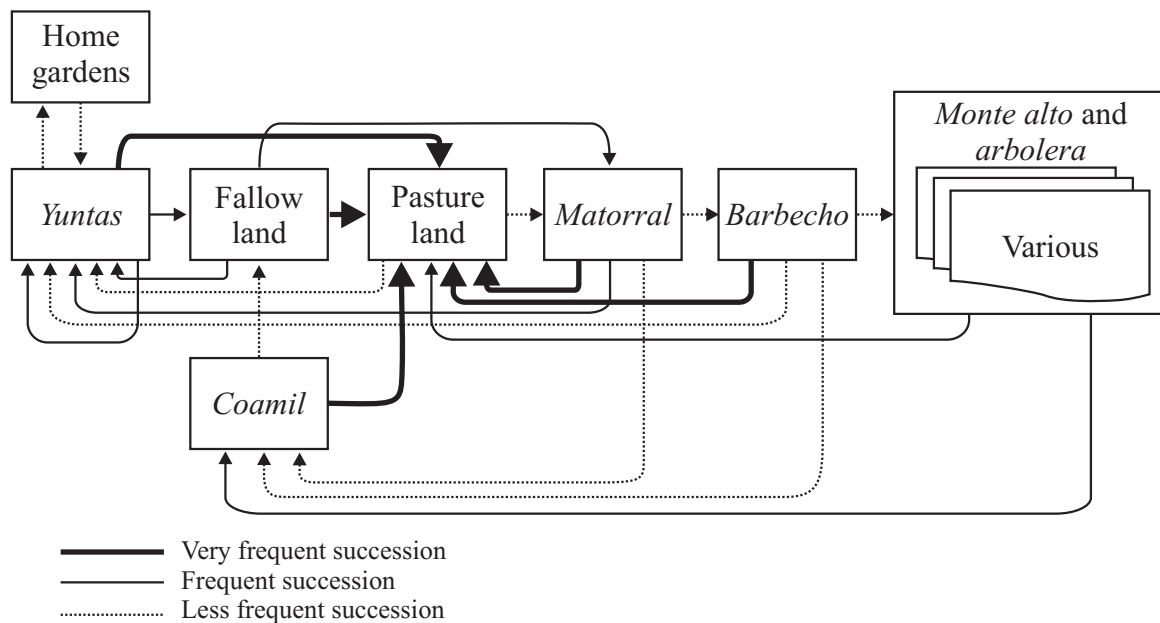 Home
gardens
Monte alto and
arbolera
Yuntas
Fallow
land
Pasture
land
Matorral
Barbecho
Various
Coamil
Very frequent succession
Frequent succession
Less frequent succession